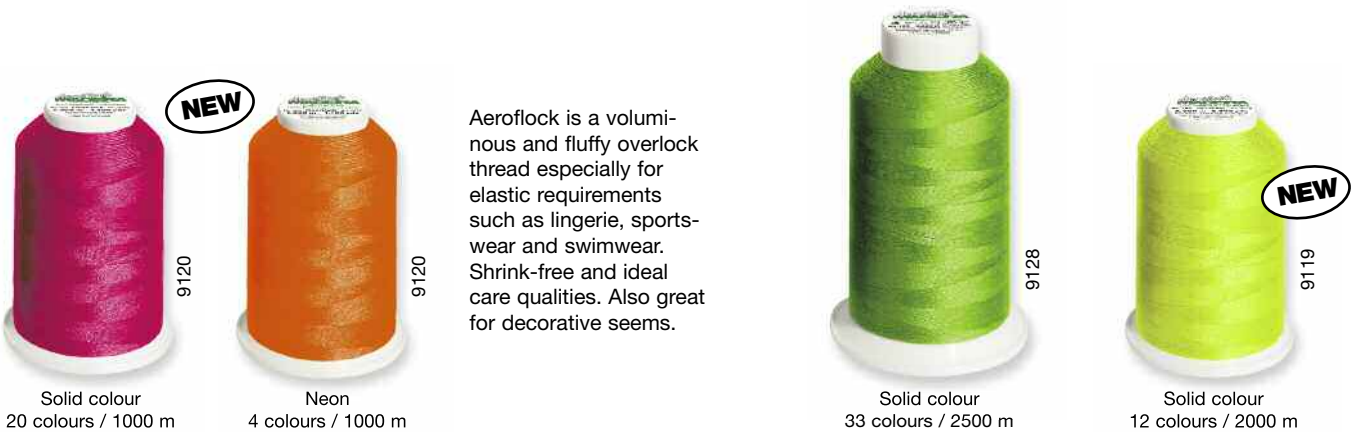 NEW
9120
Solid colour
20 colours / 1000 m
9120
Neon
4 colours / 1000 m
Aeroflock is a volumi-
nous and fluffy overlock
thread especially for
elastic requirements
such as lingerie, sports-
wear and swimwear.
Shrink-free and ideal
care qualities. Also great
for decorative seems.
9128
Solid colour
33 colours / 2500 m
NEW
9119
Solid colour
12 colours / 2000 m